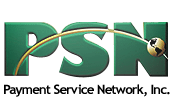 PSN
Payment Service Network, Inc.